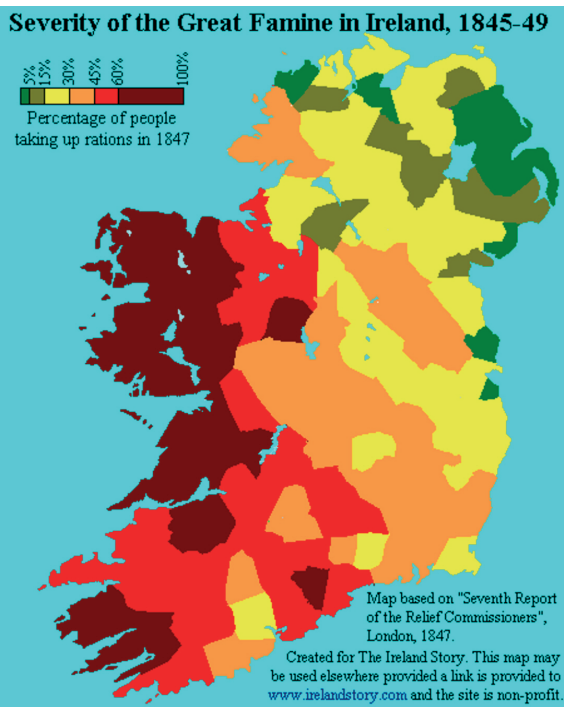 Severity of the Great Famine in Ireland, 1845-49
5%
15%
30%
45%
60%
100%
Percentage of people
taking up rations in 1847
Map based on "Seventh Report
of the Relief Commissioners",
London, 1847.
Created for The Ireland Story. This map may
be used elsewhere provided a link is provided to
www.irelandstory.com and the site is non-profit.